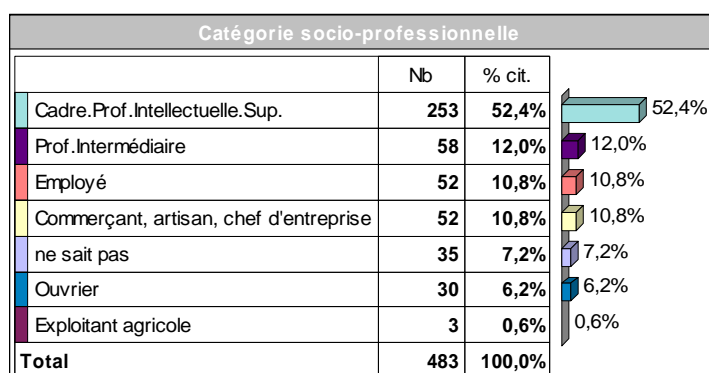 Catégorie socio-professionnelle
Nb % cit.
Cadre.Prof.Intellectuelle.Sup. 253 52,4% 52,4%
Prof.Intermédiaire 58 12,0% 12,0%
Employé 52 10,8% 10,8%
Commerçant, artisan, chef d'entreprise 52 10,8% 10,8%
ne sait pas 35 7,2% 7,2%
Ouvrier 30 6,2% 6,2%
Exploitant agricole 3 0,6% 0,6%
Total 483 100,0%